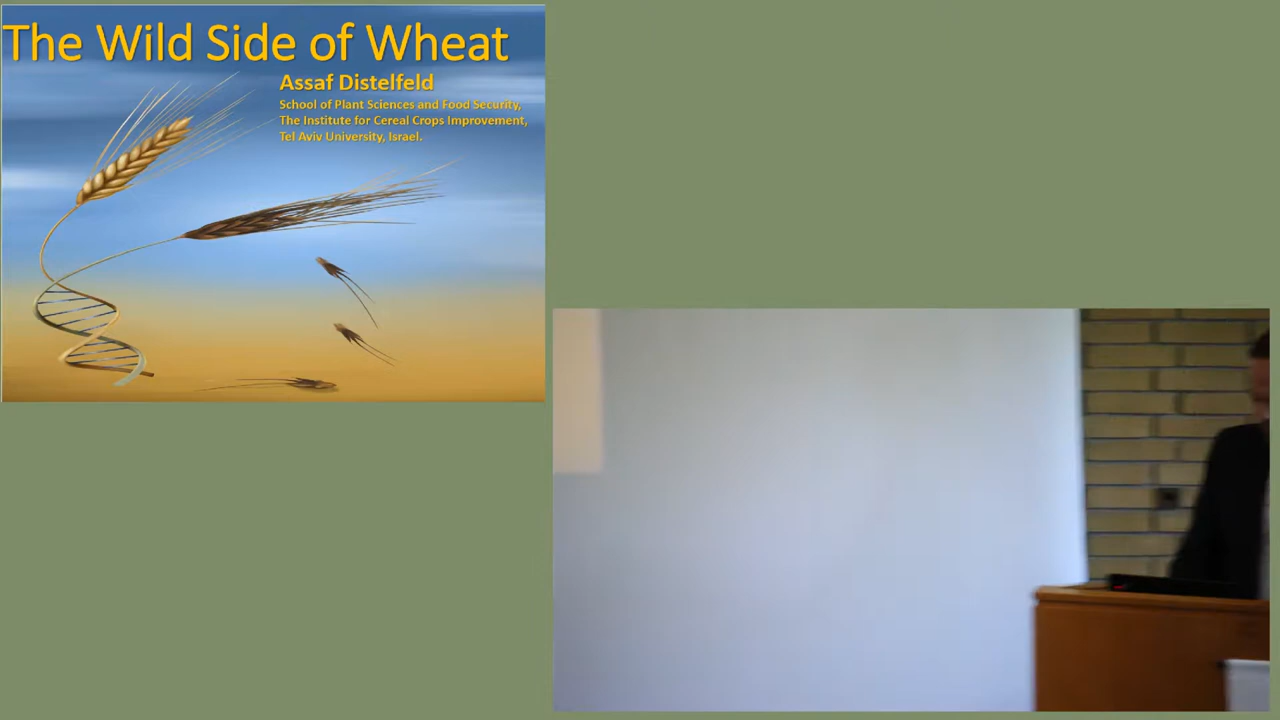 The Wild Side of Wheat
Assaf Distelfeld
School of Plant Sciences and Food Security,
The Institute for Cereal Crops Improvement,
Tel Aviv University, Israel.